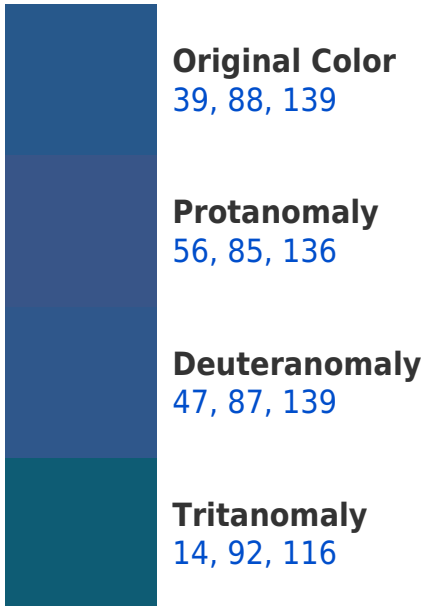 Original Color
39, 88, 139
Protanomaly
56, 85, 136
Deuteranomaly
47, 87, 139
Tritanomaly
14, 92, 116